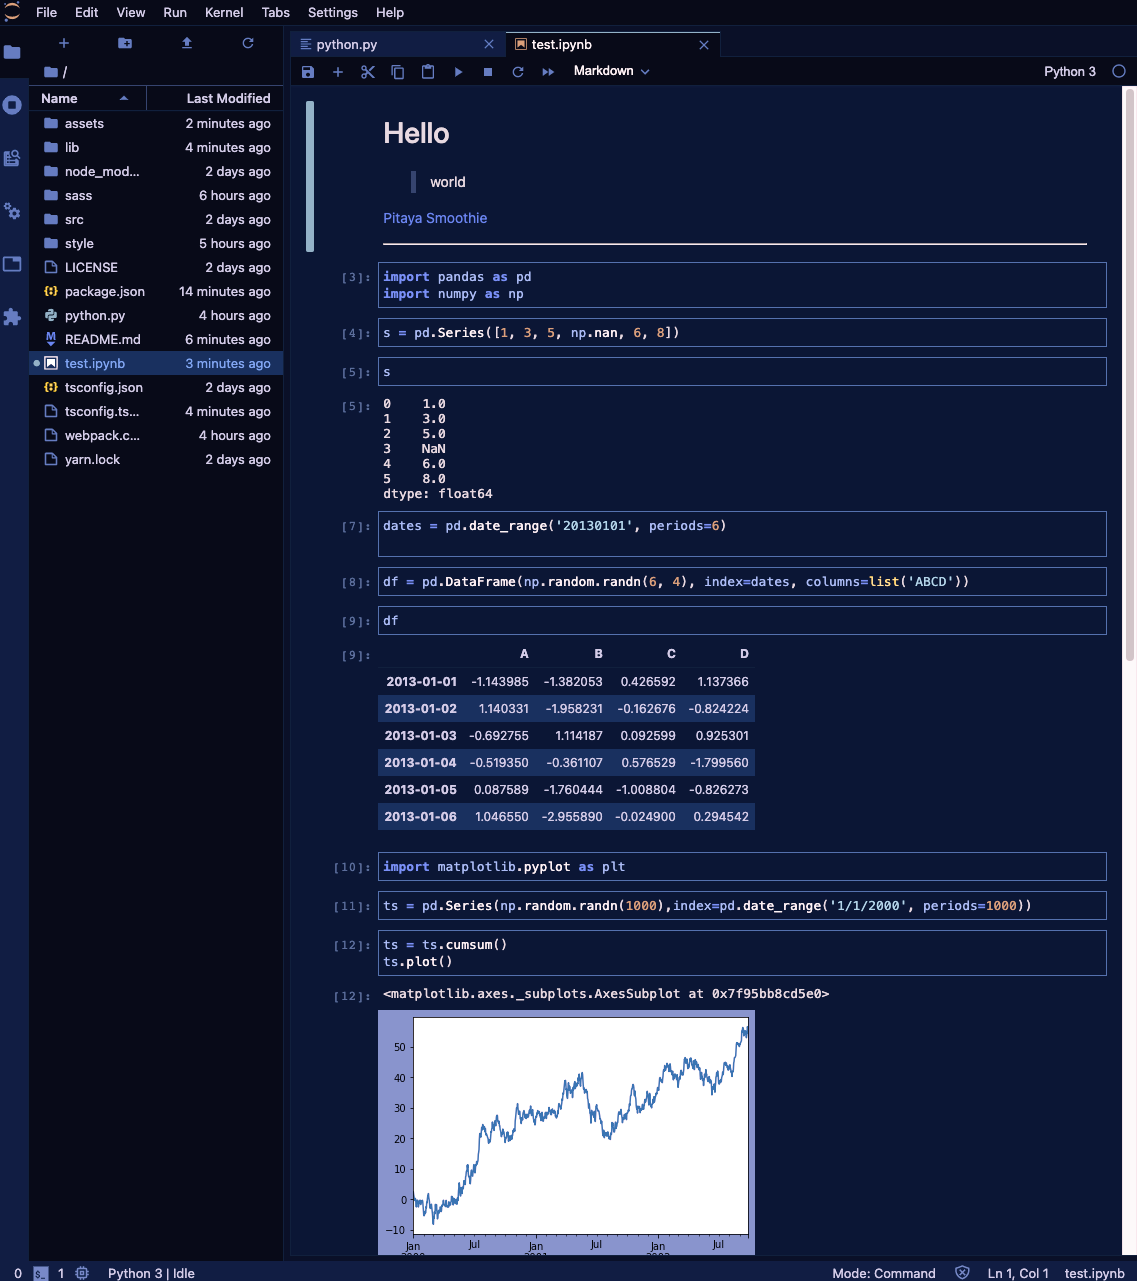 File Edit View Run Kernel Tabs Settings Help
/
Name Last Modified
assets 2 minutes ago
lib 4 minutes ago
node_mod... 2 days ago
sass 6 hours ago
src 2 days ago
style 5 hours ago
LICENSE 2 days ago
package.json 14 minutes ago
python.py 4 hours ago
README.md 6 minutes ago
test.ipynb 3 minutes ago
tsconfig.json 2 days ago
tsconfig.ts... 4 minutes ago
webpack.c... 4 hours ago
yarn.lock 2 days ago
python.py test.ipynb
Markdown Python 3
Hello
world
Pitaya Smoothie
[3]: import pandas as pd
import numpy as np
[4]: s = pd.Series([1, 3, 5, np.nan, 6, 8])
[5]: s
[5]: 0 1.0
1 3.0
2 5.0
3 NaN
4 6.0
5 8.0
dtype: float64
[7]: dates = pd.date_range('20130101', periods=6)
[8]: df = pd.DataFrame(np.random.randn(6, 4), index=dates, columns=list('ABCD'))
[9]: df
[9]: A B C D
2013-01-01 -1.143985 -1.382053 0.426592 1.137366
2013-01-02 1.140331 -1.958231 -0.162676 -0.824224
2013-01-03 -0.692755 1.114187 0.092599 0.925301
2013-01-04 -0.519350 -0.361107 0.576529 -1.799560
2013-01-05 0.087589 -1.760444 -1.008804 -0.826273
2013-01-06 1.046550 -2.955890 -0.024900 0.294542
[10]: import matplotlib.pyplot as plt
[11]: ts = pd.Series(np.random.randn(1000),index=pd.date_range('1/1/2000', periods=1000))
[12]: ts = ts.cumsum()
ts.plot()
[12]: <matplotlib.axes._subplots.AxesSubplot at 0x7f95bb8cd5e0>
50
40
30
20
10
0
−10
Jan Jul Jan Jul Jan Jul
0 1 Python 3 | Idle Mode: Command Ln 1, Col 1 test.ipynb